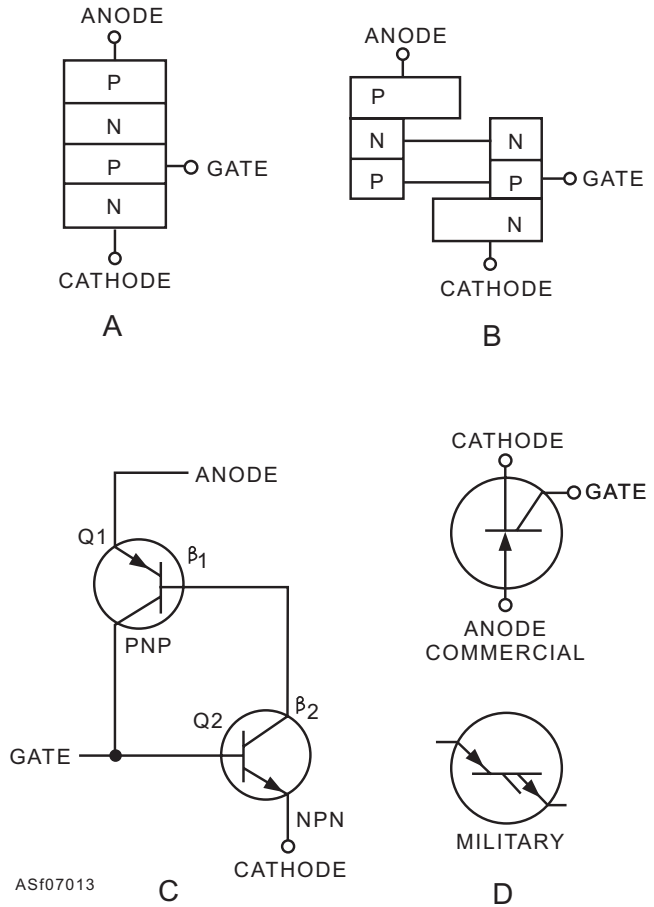 ANODE
P
N
P
GATE
N
CATHODE
A
ANODE
P
N
N
P
P
GATE
N
CATHODE
B
ANODE
Q1
β1
PNP
Q2
β2
GATE
NPN
CATHODE
ASf07013
C
CATHODE
GATE
ANODE
COMMERCIAL
MILITARY
D